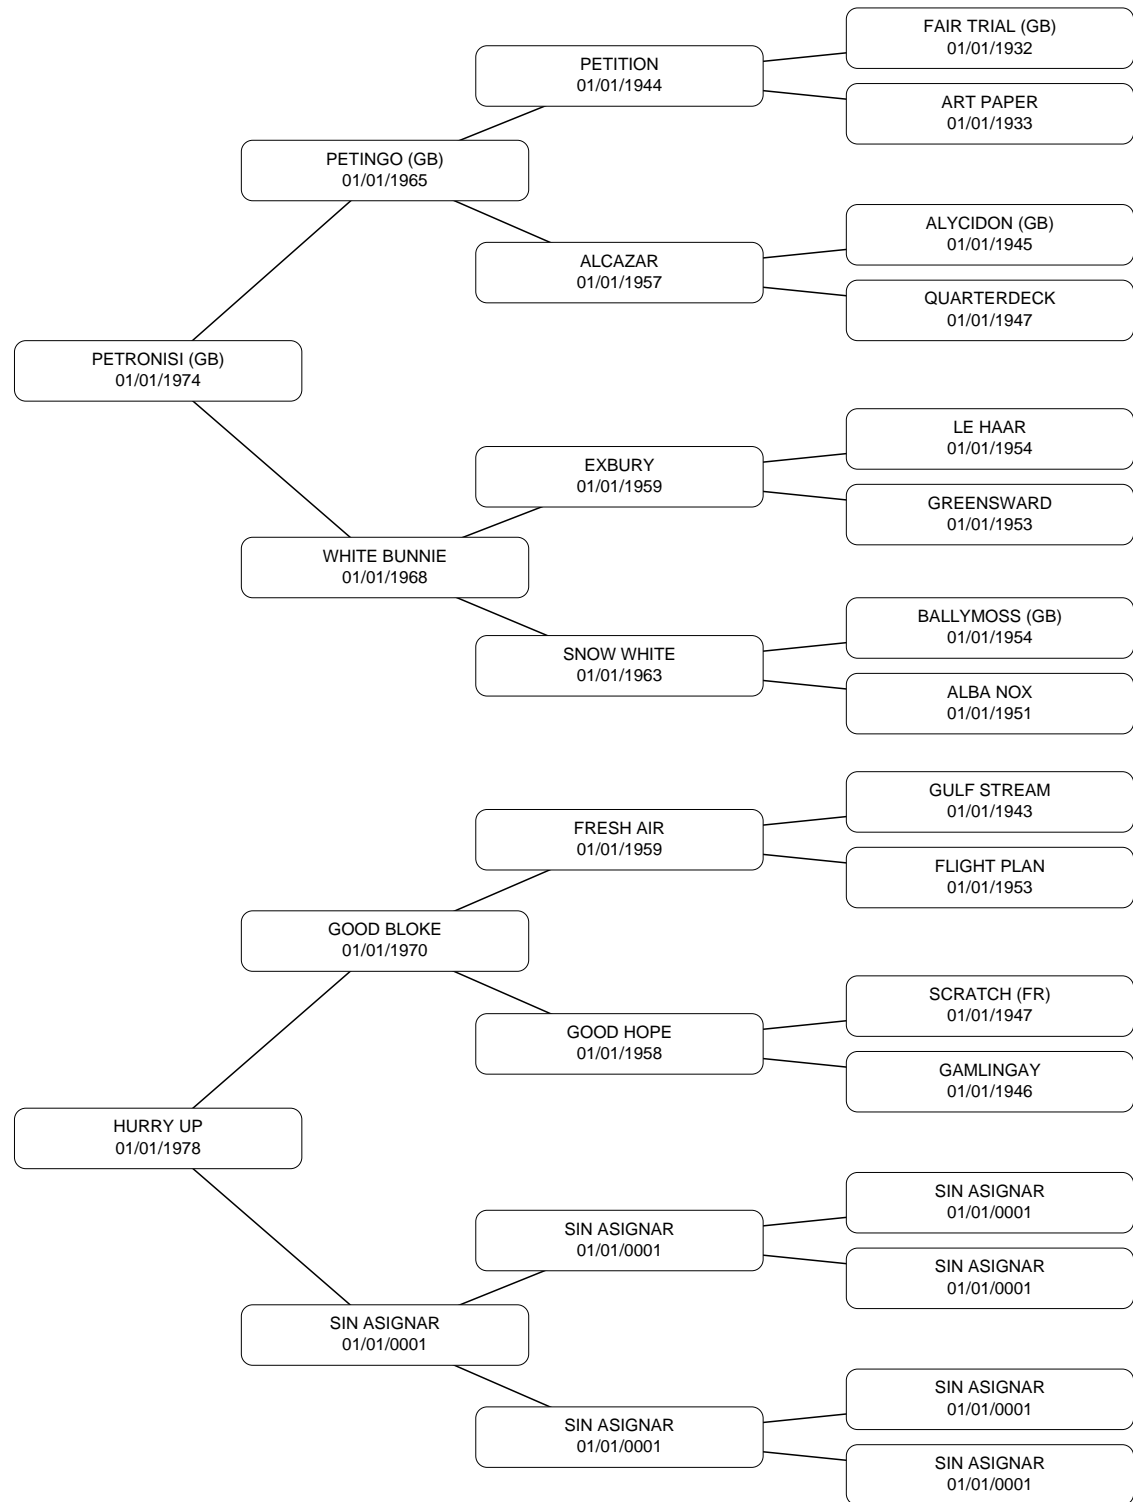 FAIR TRIAL (GB)
01/01/1932
PETITION
01/01/1944
ART PAPER
01/01/1933
PETINGO (GB)
01/01/1965
ALYCIDON (GB)
01/01/1945
ALCAZAR
01/01/1957
QUARTERDECK
01/01/1947
PETRONISI (GB)
01/01/1974
LE HAAR
01/01/1954
EXBURY
01/01/1959
GREENSWARD
01/01/1953
WHITE BUNNIE
01/01/1968
BALLYMOSS (GB)
01/01/1954
SNOW WHITE
01/01/1963
ALBA NOX
01/01/1951
GULF STREAM
01/01/1943
FRESH AIR
01/01/1959
FLIGHT PLAN
01/01/1953
GOOD BLOKE
01/01/1970
SCRATCH (FR)
01/01/1947
GOOD HOPE
01/01/1958
GAMLINGAY
01/01/1946
HURRY UP
01/01/1978
SIN ASIGNAR
01/01/0001
SIN ASIGNAR
01/01/0001
SIN ASIGNAR
01/01/0001
SIN ASIGNAR
01/01/0001
SIN ASIGNAR
01/01/0001
SIN ASIGNAR
01/01/0001
SIN ASIGNAR
01/01/0001